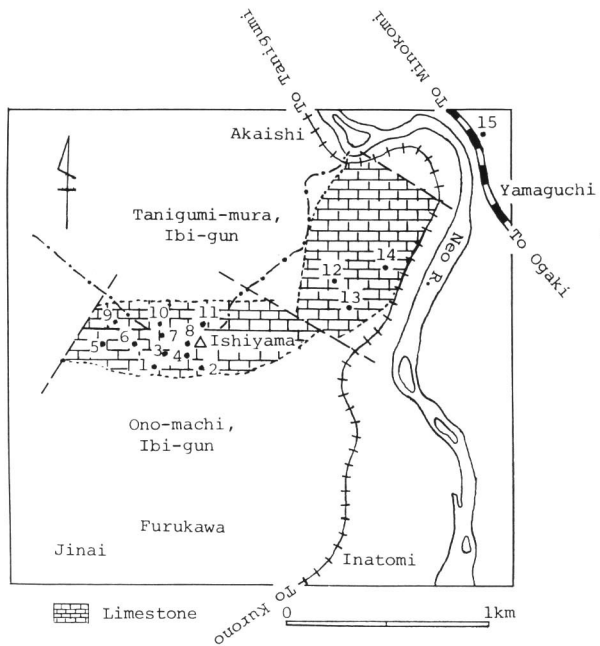 To Tanigumi
To Minokomi
15
Akaishi
Yamaguchi
Tanigumi-mura,
Ibi-gun
Neo R.
To Ogaki
14
12
13
9
10
11
8
7
6
5
3
4
Ishiyama
1
2
Ono-machi,
Ibi-gun
Furukawa
Jinai
Inatomi
To Kurono
Limestone
0
1km